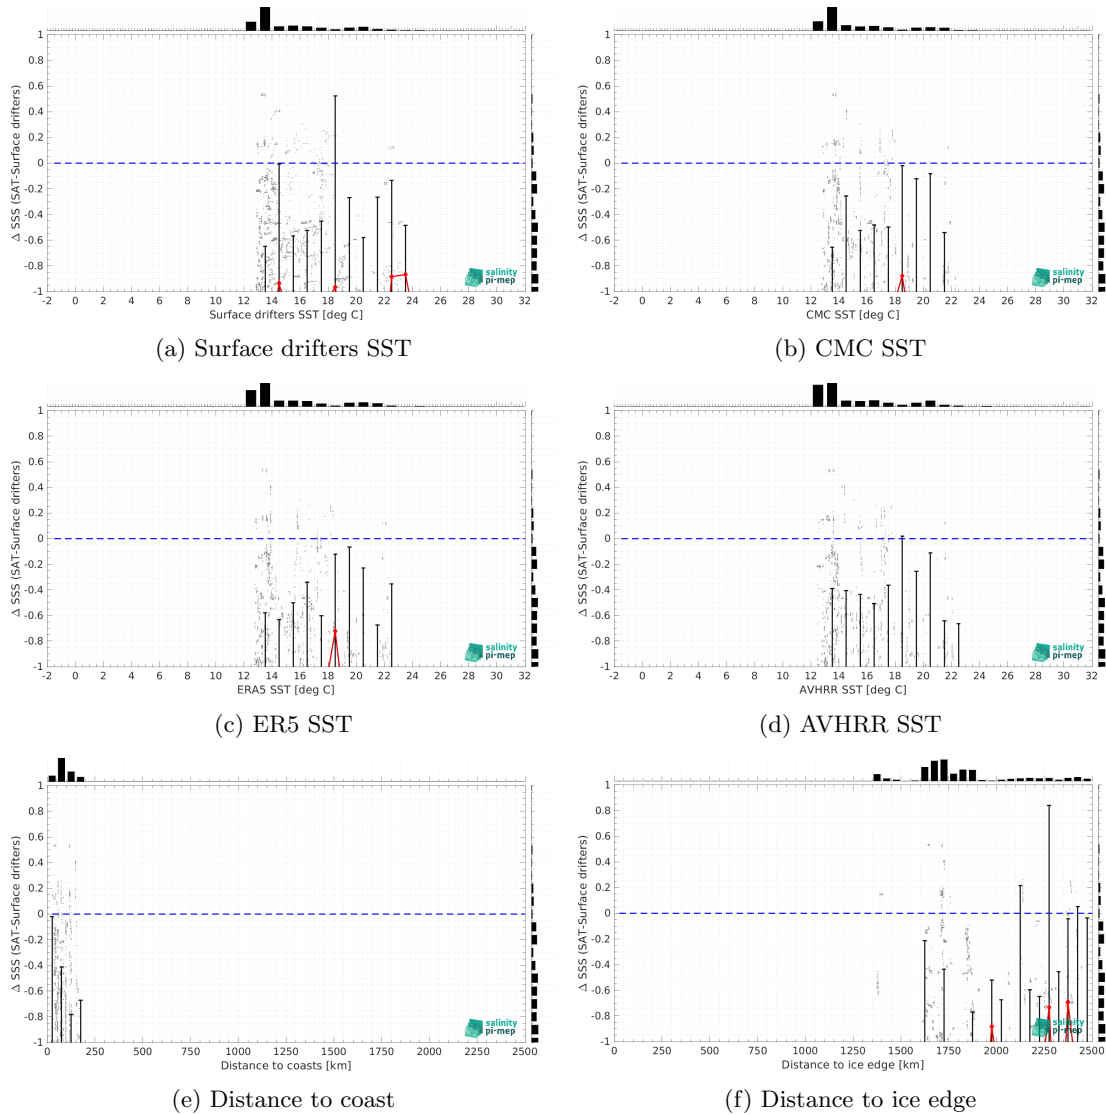 1
0.8
0.6
0.4
0.2
0
-0.2
-0.4
-0.6
-0.8
-1
Δ SSS (SAT-Surface drifters)
salinity
pi-mep
-2 0 2 4 6 8 10 12 14 16 18 20 22 24 26 28 30 32
Surface drifters SST [deg C]
(a) Surface drifters SST
1
0.8
0.6
0.4
0.2
0
-0.2
-0.4
-0.6
-0.8
-1
Δ SSS (SAT-Surface drifters)
salinity
pi-mep
-2 0 2 4 6 8 10 12 14 16 18 20 22 24 26 28 30 32
CMC SST [deg C]
(b) CMC SST
1
0.8
0.6
0.4
0.2
0
-0.2
-0.4
-0.6
-0.8
-1
Δ SSS (SAT-Surface drifters)
salinity
pi-mep
-2 0 2 4 6 8 10 12 14 16 18 20 22 24 26 28 30 32
ERA5 SST [deg C]
(c) ER5 SST
1
0.8
0.6
0.4
0.2
0
-0.2
-0.4
-0.6
-0.8
-1
Δ SSS (SAT-Surface drifters)
salinity
pi-mep
-2 0 2 4 6 8 10 12 14 16 18 20 22 24 26 28 30 32
AVHRR SST [deg C]
(d) AVHRR SST
1
0.8
0.6
0.4
0.2
0
-0.2
-0.4
-0.6
-0.8
-1
Δ SSS (SAT-Surface drifters)
salinity
pi-mep
0 250 500 750 1000 1250 1500 1750 2000 2250 2500
Distance to coasts [km]
(e) Distance to coast
1
0.8
0.6
0.4
0.2
0
-0.2
-0.4
-0.6
-0.8
-1
Δ SSS (SAT-Surface drifters)
salinity
pi-mep
0 250 500 750 1000 1250 1500 1750 2000 2250 2500
Distance to ice edge [km]
(f) Distance to ice edge